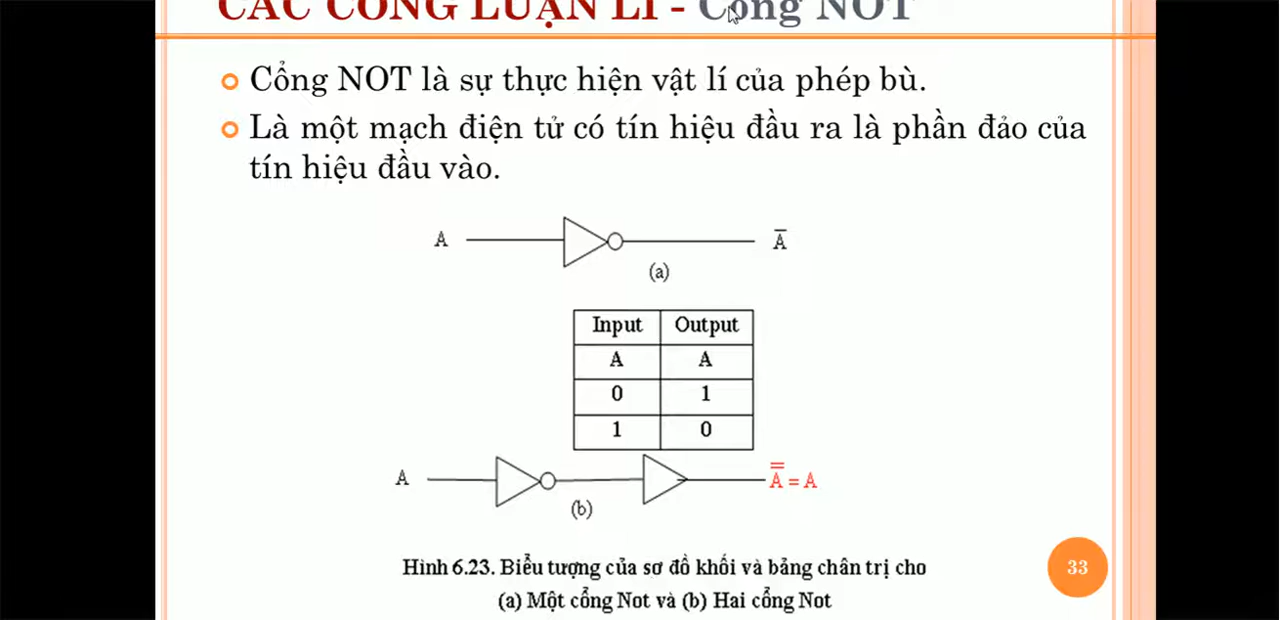 CÁC CỔNG LUẬN LÍ - Cổng NOT
Cổng NOT là sự thực hiện vật lí của phép bù.
Là một mạch điện tử có tín hiệu đầu ra là phần đảo của
tín hiệu đầu vào.
A A̅
(a)
Input Output
A A
0 1
1 0
A A̿ = A
(b)
Hình 6.23. Biểu tượng của sơ đồ khối và bảng chân trị cho
(a) Một cổng Not và (b) Hai cổng Not
33